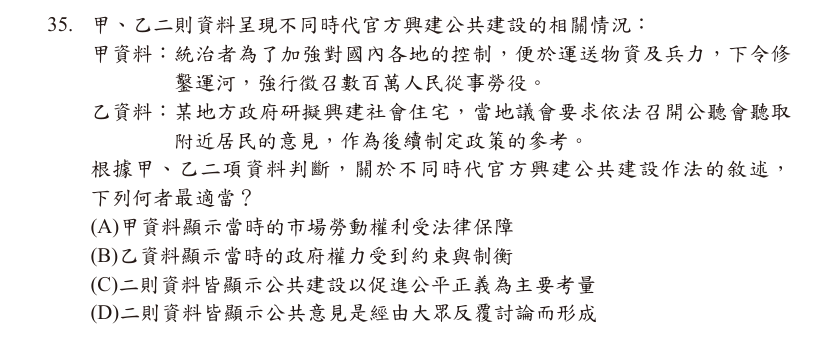 35. 甲、乙二則資料呈現不同時代官方興建公共建設的相關情況：
甲資料：統治者為了加強對國內各地的控制，便於運送物資及兵力，下令修
鑿運河，強行徵召數百萬人民從事勞役。
乙資料：某地方政府研擬興建社會住宅，當地議會要求依法召開公聽會聽取
附近居民的意見，作為後續制定政策的參考。
根據甲、乙二項資料判斷，關於不同時代官方興建公共建設作法的敘述，
下列何者最適當？
(A)甲資料顯示當時的市場勞動權利受法律保障
(B)乙資料顯示當時的政府權力受到約束與制衡
(C)二則資料皆顯示公共建設以促進公平正義為主要考量
(D)二則資料皆顯示公共意見是經由大眾反覆討論而形成